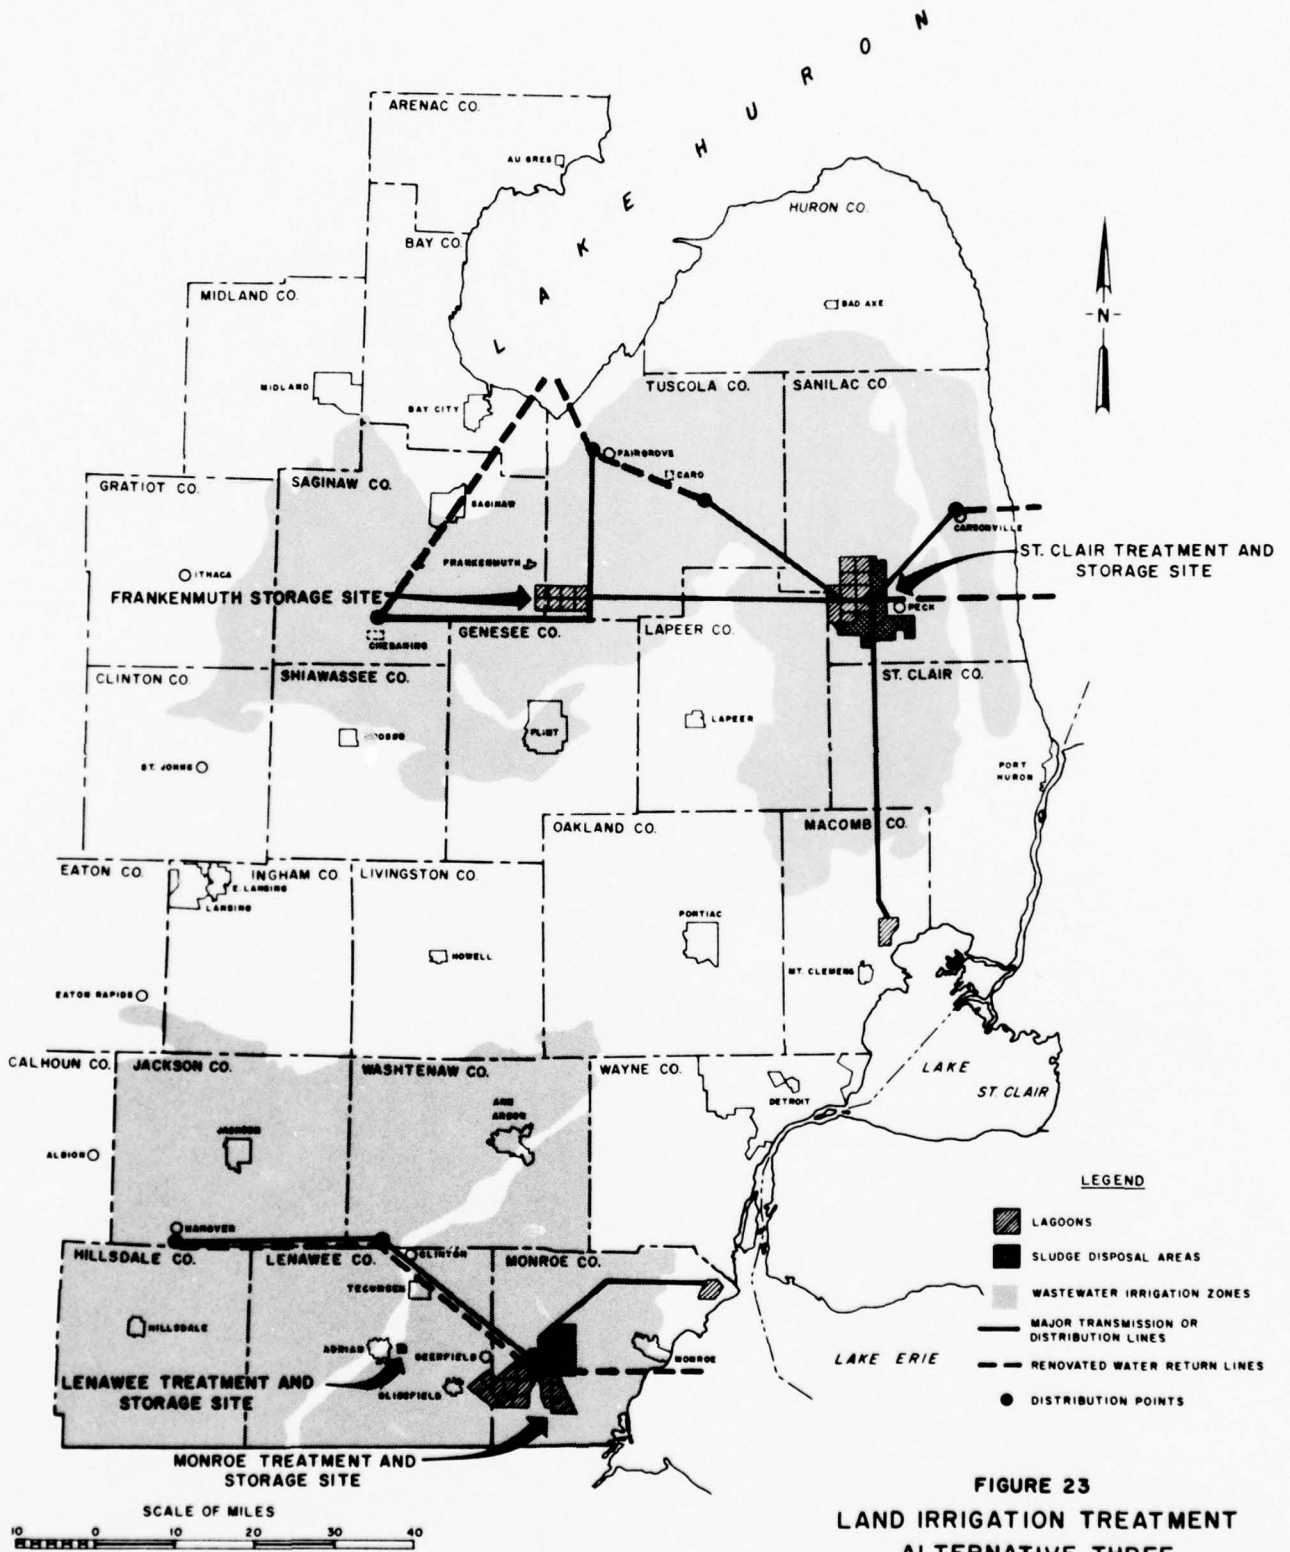 LAKE HURON
ARENAC CO.
AU GRES
HURON CO.
BAY CO.
MIDLAND CO.
BAD AXE
-N-
MIDLAND
BAY CITY
TUSCOLA CO.
SANILAC CO.
FAIRGROVE
CARO
GRATIOT CO.
SAGINAW CO.
SAGINAW
CARSONVILLE
ST. CLAIR TREATMENT AND
STORAGE SITE
FRANKENMUTH
ITHACA
FRANKENMUTH STORAGE SITE
PECK
GENESEE CO.
LAPEER CO.
CHESANING
CLINTON CO.
SHIAWASSEE CO.
ST. CLAIR CO.
LAPEER
FLINT
ST. JOHNS
PORT
HURON
OAKLAND CO.
MACOMB CO.
EATON CO.
INGHAM CO.
LIVINGSTON CO.
E. LANSING
LANSING
PONTIAC
HOWELL
MT. CLEMENS
EATON RAPIDS
CALHOUN CO.
JACKSON CO.
WASHTENAW CO.
WAYNE CO.
LAKE
ST. CLAIR
DETROIT
ANN
ARBOR
JACKSON
ALBION
LEGEND
LAGOONS
SLUDGE DISPOSAL AREAS
WASTEWATER IRRIGATION ZONES
MAJOR TRANSMISSION OR
DISTRIBUTION LINES
RENOVATED WATER RETURN LINES
DISTRIBUTION POINTS
HANOVER
HILLSDALE CO.
LENAWEE CO.
CLINTON
MONROE CO.
TECUMSEH
HILLSDALE
ADRIAN
DEERFIELD
MONROE
LAKE ERIE
LENAWEE TREATMENT AND
STORAGE SITE
BLISSFIELD
MONROE TREATMENT AND
STORAGE SITE
SCALE OF MILES
10 0 10 20 30 40
FIGURE 23
LAND IRRIGATION TREATMENT
ALTERNATIVE THREE